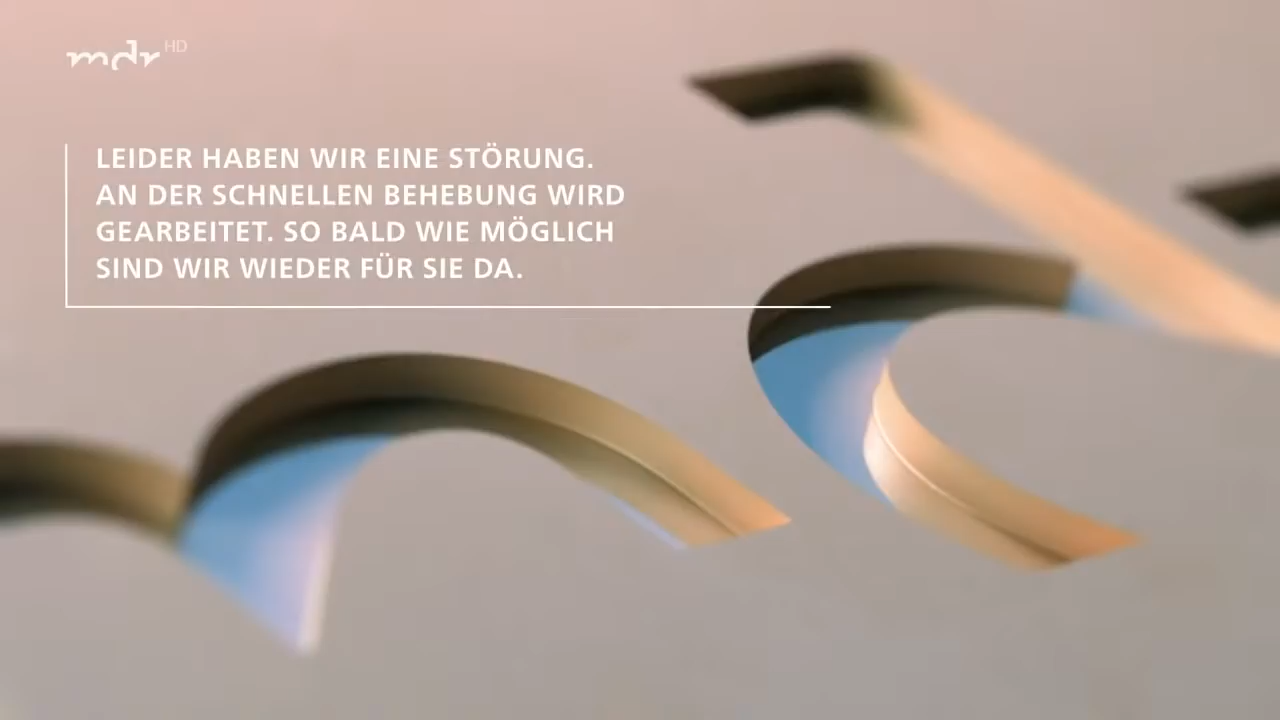 mdr HD
LEIDER HABEN WIR EINE STÖRUNG.
AN DER SCHNELLEN BEHEBUNG WIRD
GEARBEITET. SO BALD WIE MÖGLICH
SIND WIR WIEDER FÜR SIE DA.